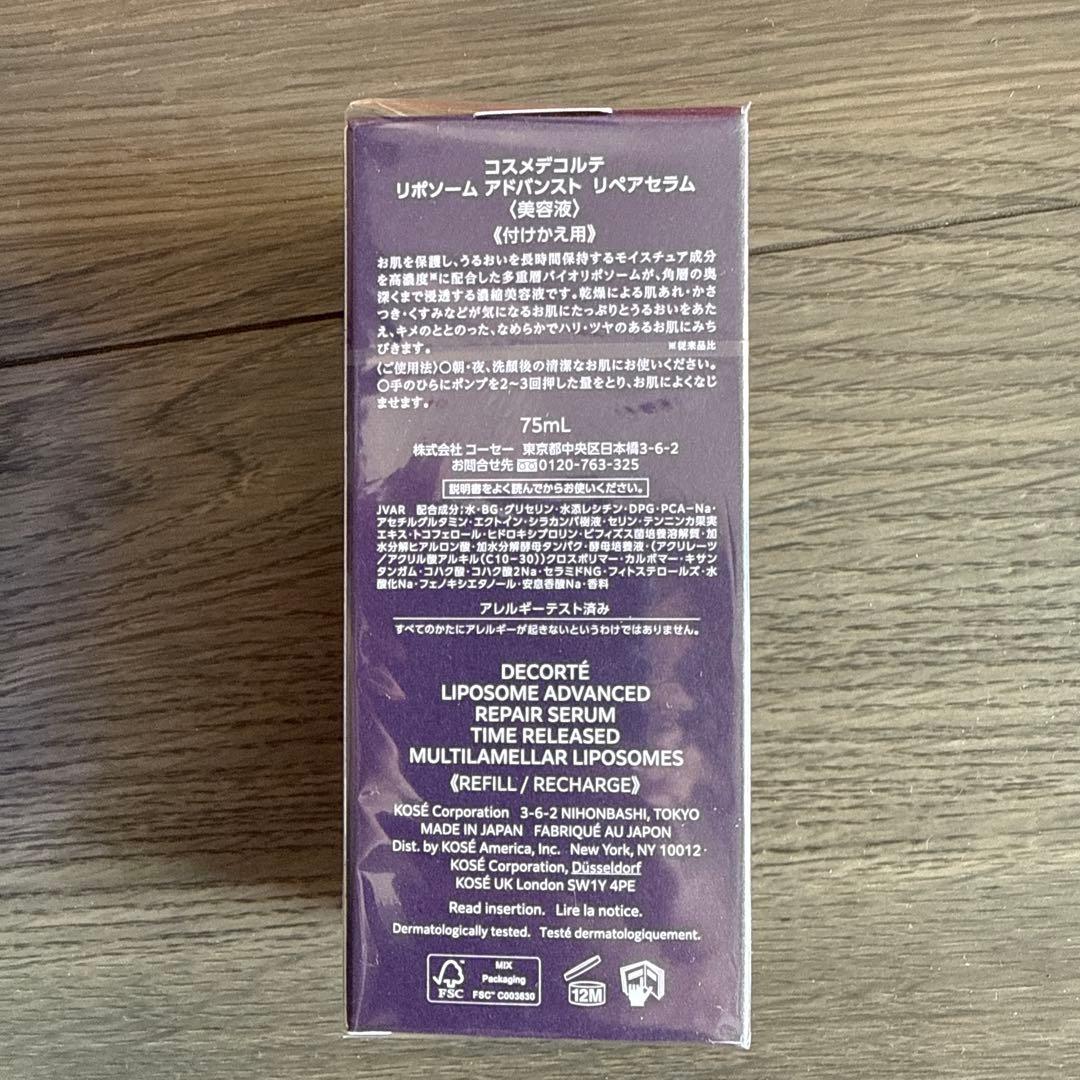 コスメデコルテ
リポソーム アドバンスト リペアセラム
〈美容液〉
《付けかえ用》
お肌を保護し、うるおいを長時間保持するモイスチュア成分
を高濃度※に配合した多重層バイオリポソームが、角層の奥
深くまで浸透する濃縮美容液です。乾燥による肌あれ・かさ
つき・くすみなどが気になるお肌にたっぷりとうるおいをあた
え、キメのととのった、なめらかでハリ・ツヤのあるお肌にみち
びきます。 ※従来品比
〈ご使用法〉○朝・夜、洗顔後の清潔なお肌にお使いください。
○手のひらにポンプを2～3回押した量をとり、お肌によくなじ
ませます。
75mL
株式会社 コーセー 東京都中央区日本橋3-6-2
お問合せ先 0120-763-325
説明書をよく読んでからお使いください。
JVAR 配合成分;水・BG・グリセリン・水添レシチン・DPG・PCA-Na・
アセチルグルタミン・エクトイン・シラカンバ樹液・セリン・テンニンカ果実
エキス・トコフェロール・ヒドロキシプロリン・ビフィズス菌培養溶解質・加
水分解ヒアルロン酸・加水分解酵母タンパク・酵母培養液・(アクリレーツ
/アクリル酸アルキル(C10-30))クロスポリマー・カルボマー・キサン
タンガム・コハク酸・コハク酸2Na・セラミドNG・フィトステロールズ・水
酸化Na・フェノキシエタノール・安息香酸Na・香料
アレルギーテスト済み
すべてのかたにアレルギーが起きないというわけではありません。
DECORTÉ
LIPOSOME ADVANCED
REPAIR SERUM
TIME RELEASED
MULTILAMELLAR LIPOSOMES
《REFILL / RECHARGE》
KOSÉ Corporation 3-6-2 NIHONBASHI, TOKYO
MADE IN JAPAN FABRIQUÉ AU JAPON
Dist. by KOSÉ America, Inc. New York, NY 10012・
KOSÉ Corporation, Düsseldorf
KOSÉ UK London SW1Y 4PE
Read insertion. Lire la notice.
Dermatologically tested. Testé dermatologiquement.
MIX
Packaging
FSC™ C003630
FSC
12M